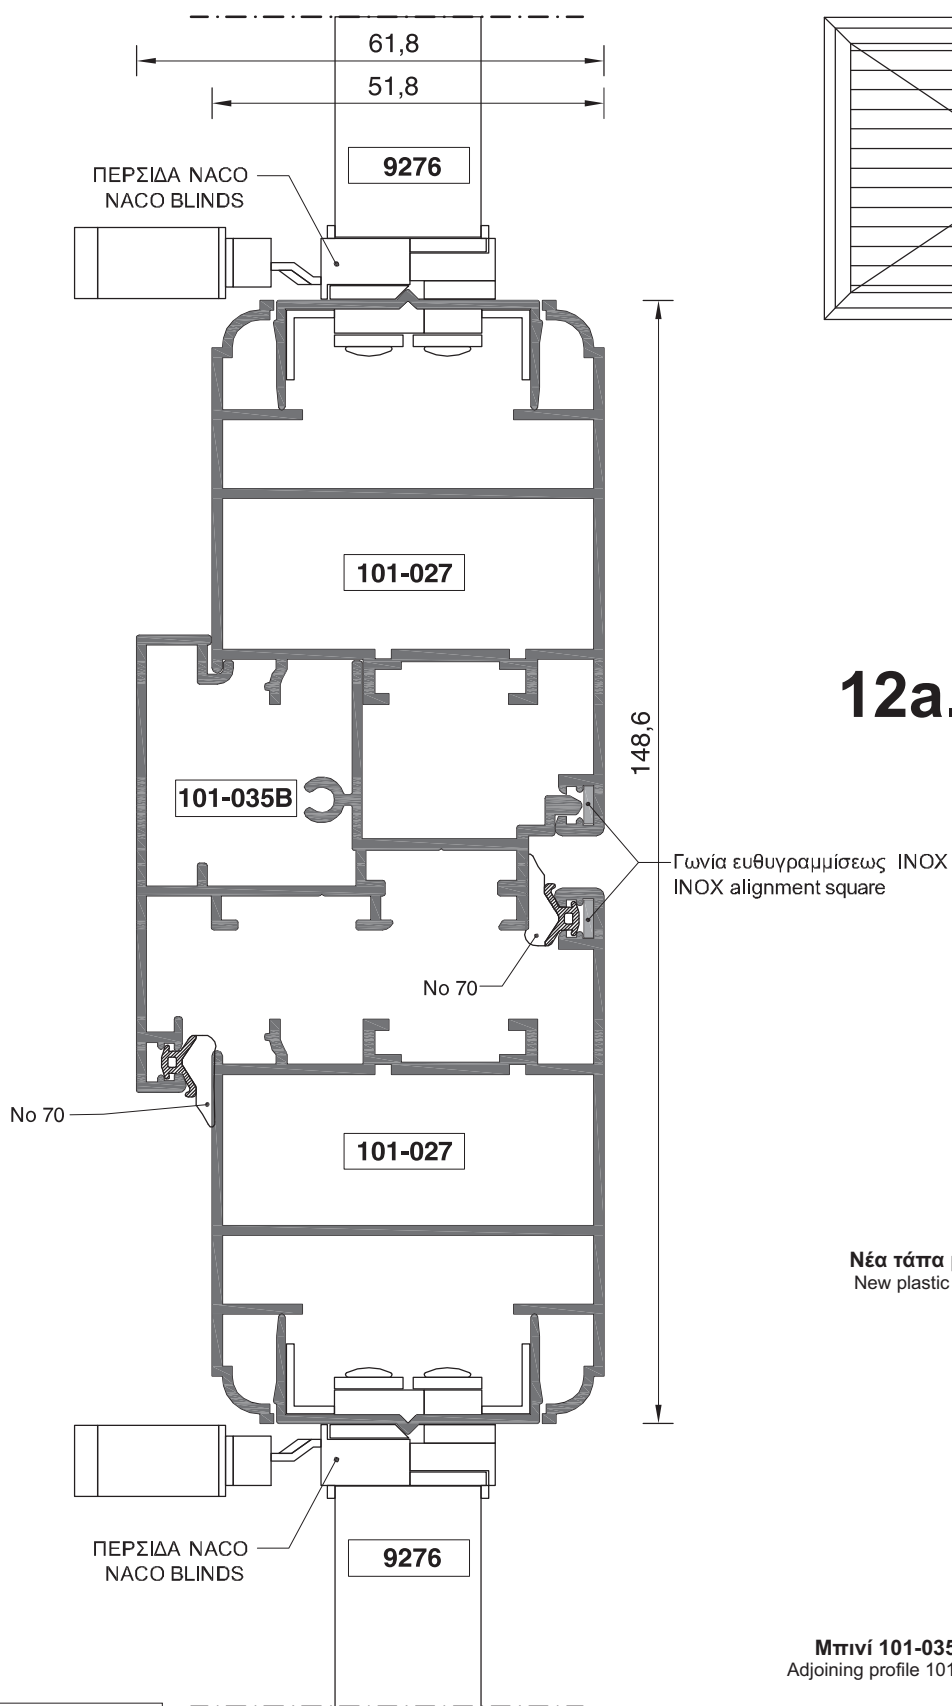 61,8
51,8
9276
ΠΕΡΣΙΔΑ NACO
NACO BLINDS
101-027
12a.
148,6
101-035B
Γωνία ευθυγραμμίσεως INOX
INOX alignment square
No 70
No 70
101-027
Νέα τάπα
New plastic
ΠΕΡΣΙΔΑ NACO
NACO BLINDS
9276
Μπινί 101-035
Adjoining profile 101